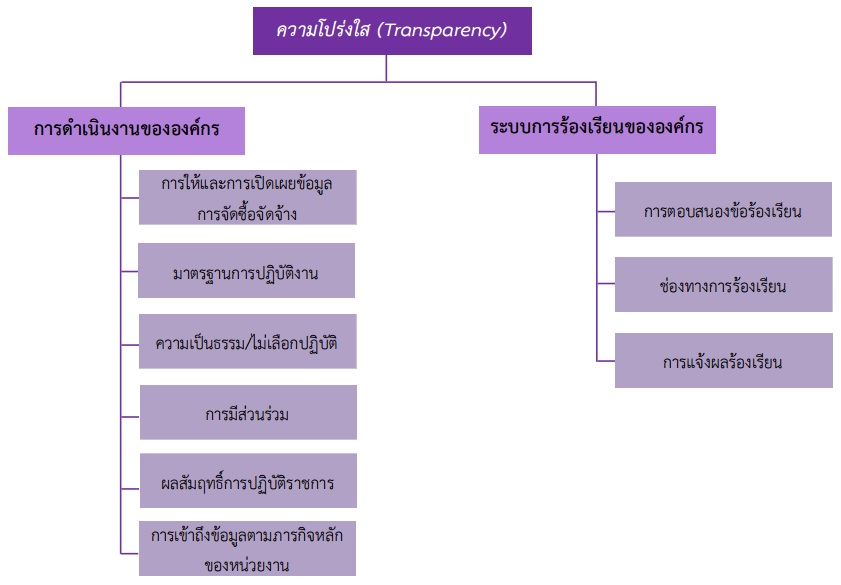 ความโปร่งใส (Transparency)
การดำเนินงานขององค์กร
การให้และการเปิดเผยข้อมูล
การจัดซื้อจัดจ้าง
มาตรฐานการปฏิบัติงาน
ความเป็นธรรม/ไม่เลือกปฏิบัติ
การมีส่วนร่วม
ผลสัมฤทธิ์การปฏิบัติราชการ
การเข้าถึงข้อมูลตามภารกิจหลัก
ของหน่วยงาน
ระบบการร้องเรียนขององค์กร
การตอบสนองข้อร้องเรียน
ช่องทางการร้องเรียน
การแจ้งผลร้องเรียน